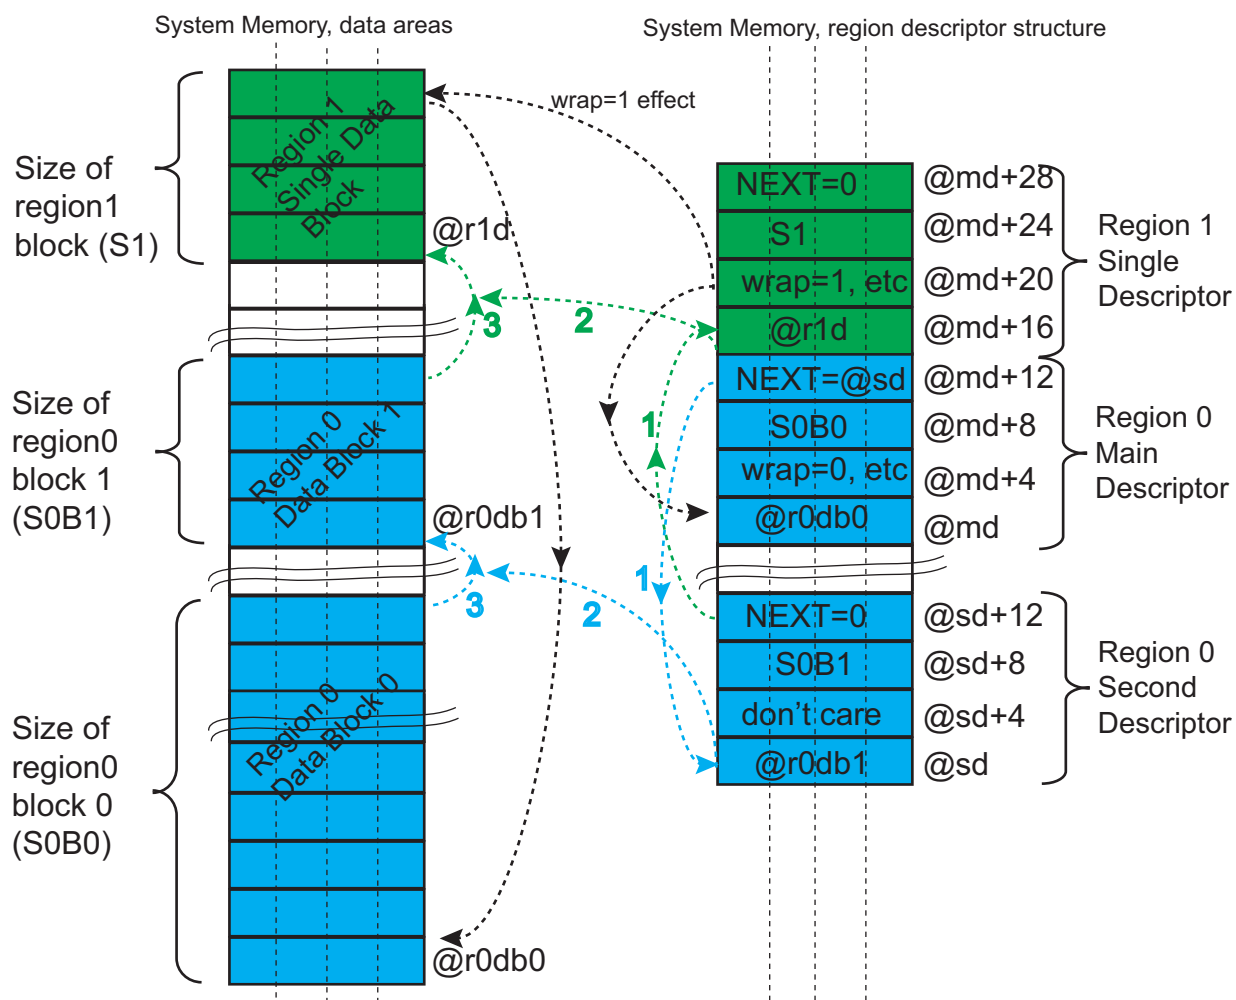 System Memory, data areas
System Memory, region descriptor structure
wrap=1 effect
Size of
region1
block (S1)
Region 1
Single Data
Block
@r1d
NEXT=0
@md+28
S1
@md+24
wrap=1, etc
@md+20
@r1d
@md+16
Region 1
Single
Descriptor
3
2
1
Size of
region0
block 1
(S0B1)
Region 0
Data Block 1
@r0db1
NEXT=@sd
@md+12
S0B0
@md+8
wrap=0, etc
@md+4
@r0db0
@md
Region 0
Main
Descriptor
3
2
1
Size of
region0
block 0
(S0B0)
Region 0
Data Block 0
@r0db0
NEXT=0
@sd+12
S0B1
@sd+8
don't care
@sd+4
@r0db1
@sd
Region 0
Second
Descriptor